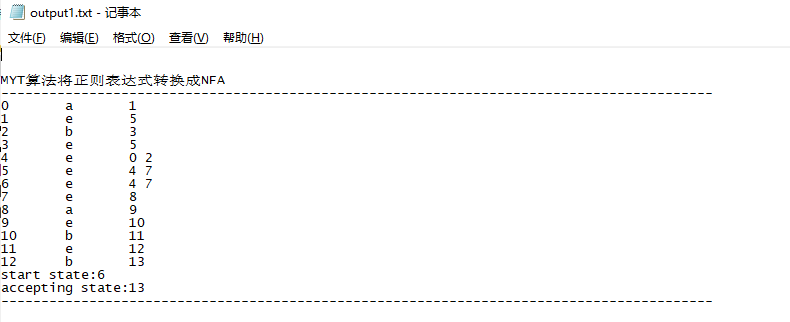 output1.txt - 记事本
文件(F) 编辑(E) 格式(O) 查看(V) 帮助(H)
MYT算法将正则表达式转换成NFA
-----------------------------------------------------------------------------------------
0 a 1
1 e 5
2 b 3
3 e 5
4 e 0 2
5 e 4 7
6 e 4 7
7 e 8
8 a 9
9 e 10
10 b 11
11 e 12
12 b 13
start state:6
accepting state:13
-----------------------------------------------------------------------------------------